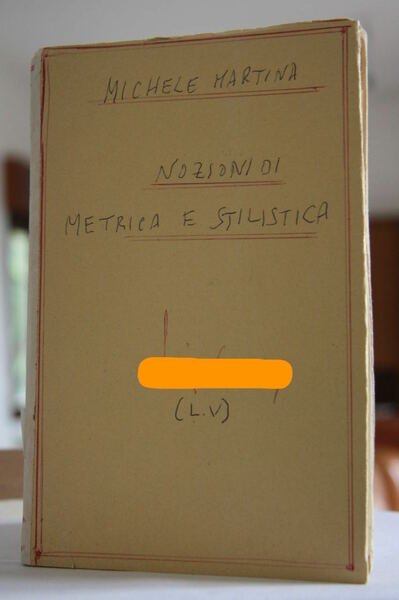 MICHELE MARTINA
NOZIONI DI
METRICA E STILISTICA
(L.V)